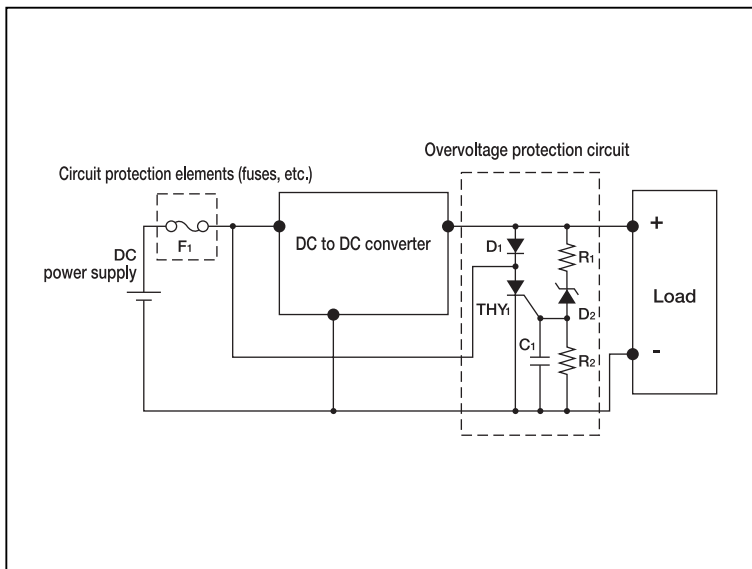 Overvoltage protection circuit
Circuit protection elements (fuses, etc.)
F1
DC
power supply
DC to DC converter
D1
THY1
C1
R1
D2
R2
+
Load
-